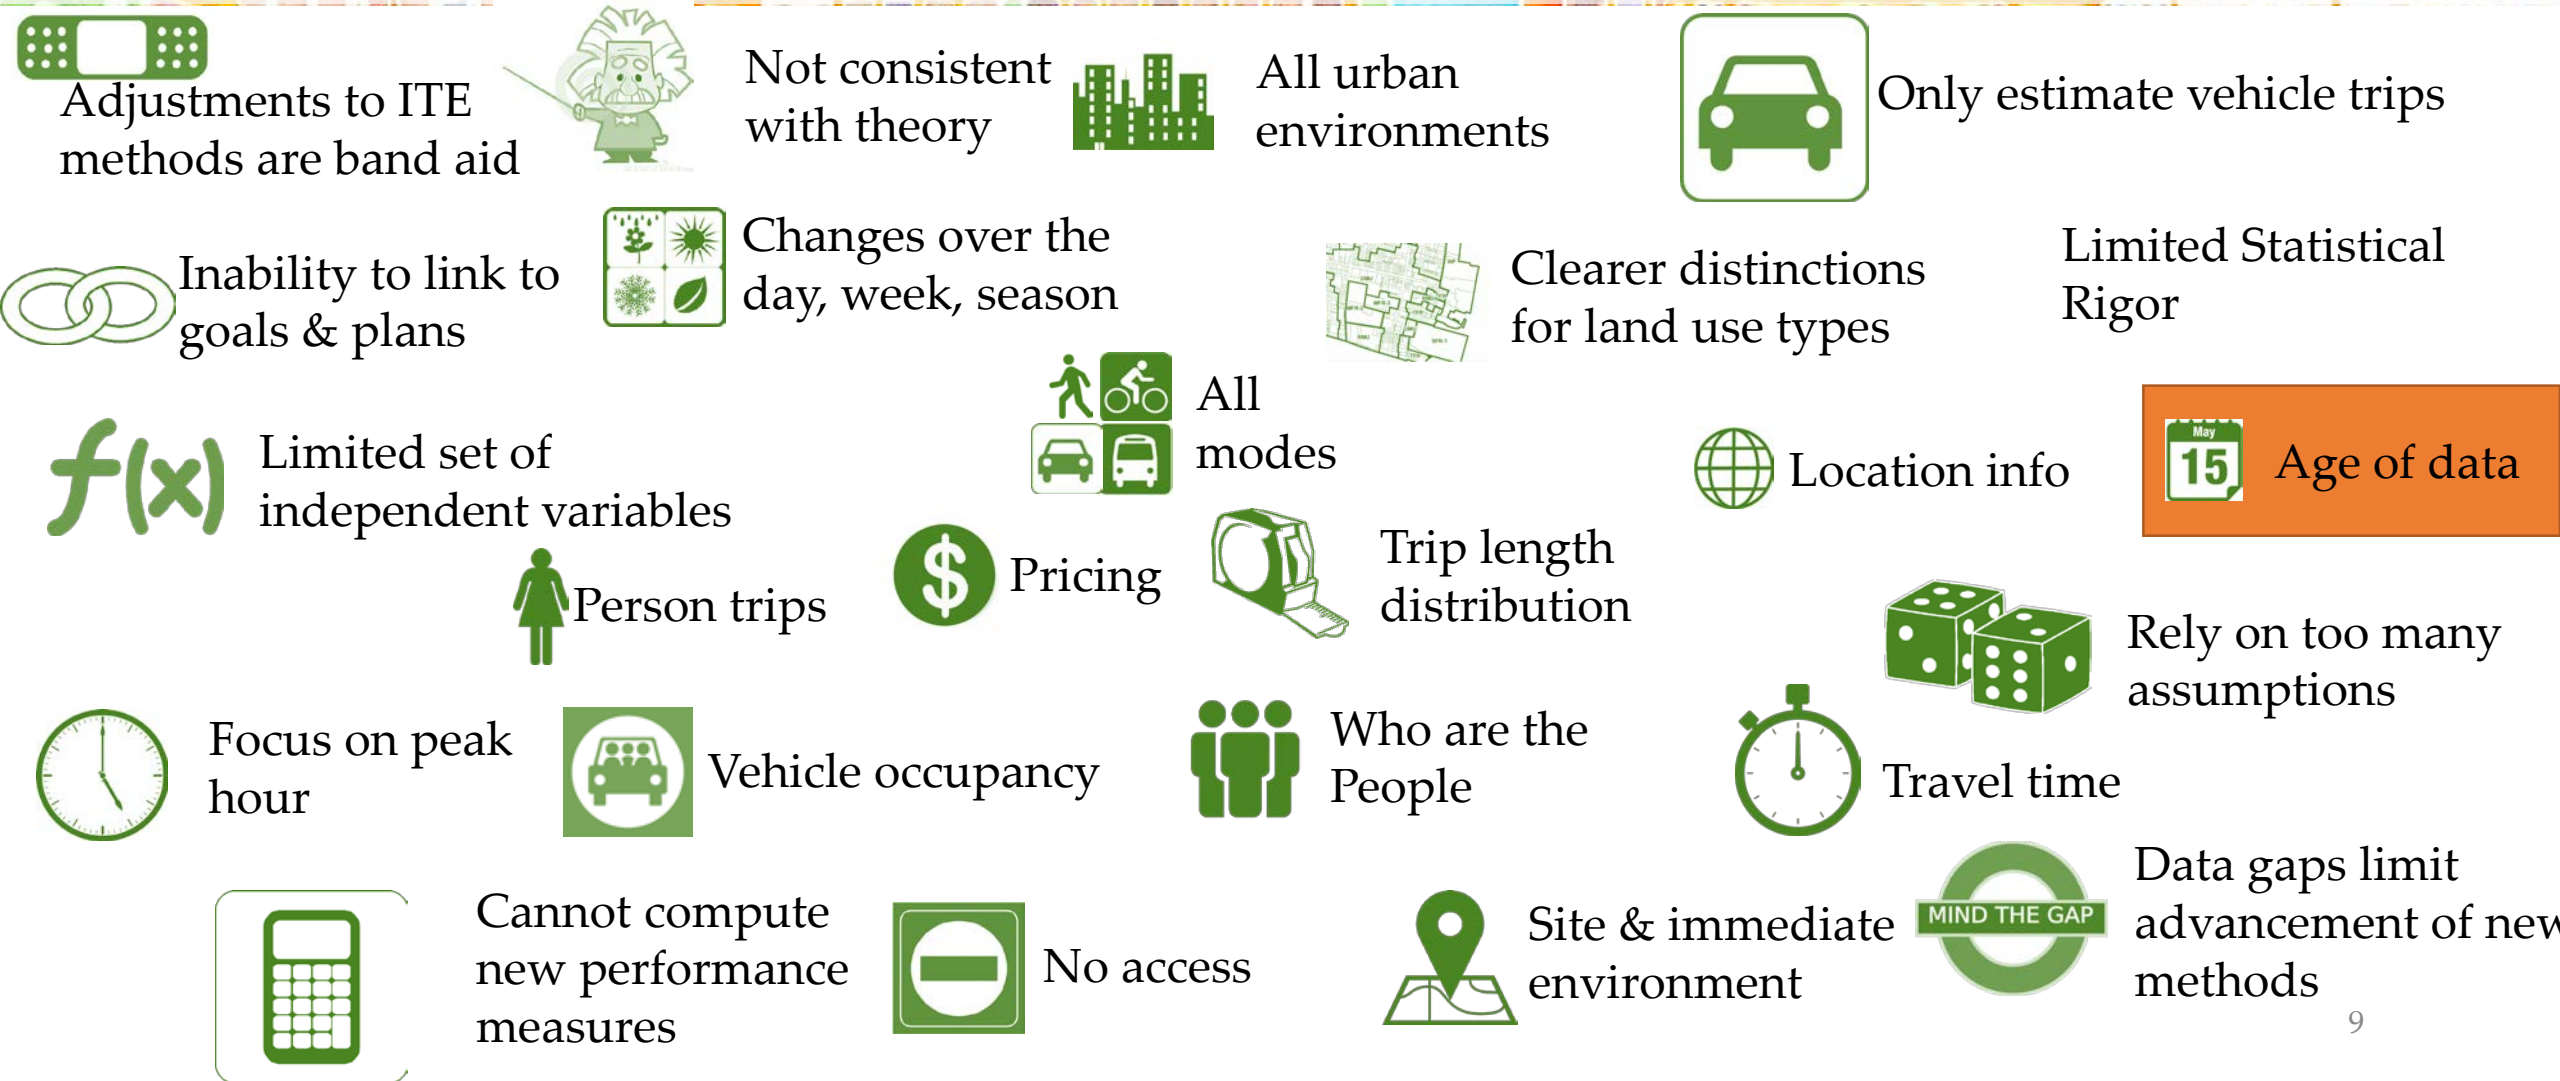 Adjustments to ITE
methods are band aid
Not consistent
with theory
All urban
environments
Only estimate vehicle trips
Inability to link to
goals & plans
Changes over the
day, week, season
Clearer distinctions
for land use types
Limited Statistical
Rigor
f(x)
Limited set of
independent variables
All
modes
Location info
May
15
Age of data
Person trips
$
Pricing
Trip length
distribution
Rely on too many
assumptions
Focus on peak
hour
Vehicle occupancy
Who are the
People
Travel time
Cannot compute
new performance
measures
No access
Site & immediate
environment
MIND THE GAP
Data gaps limit
advancement of new
methods
9